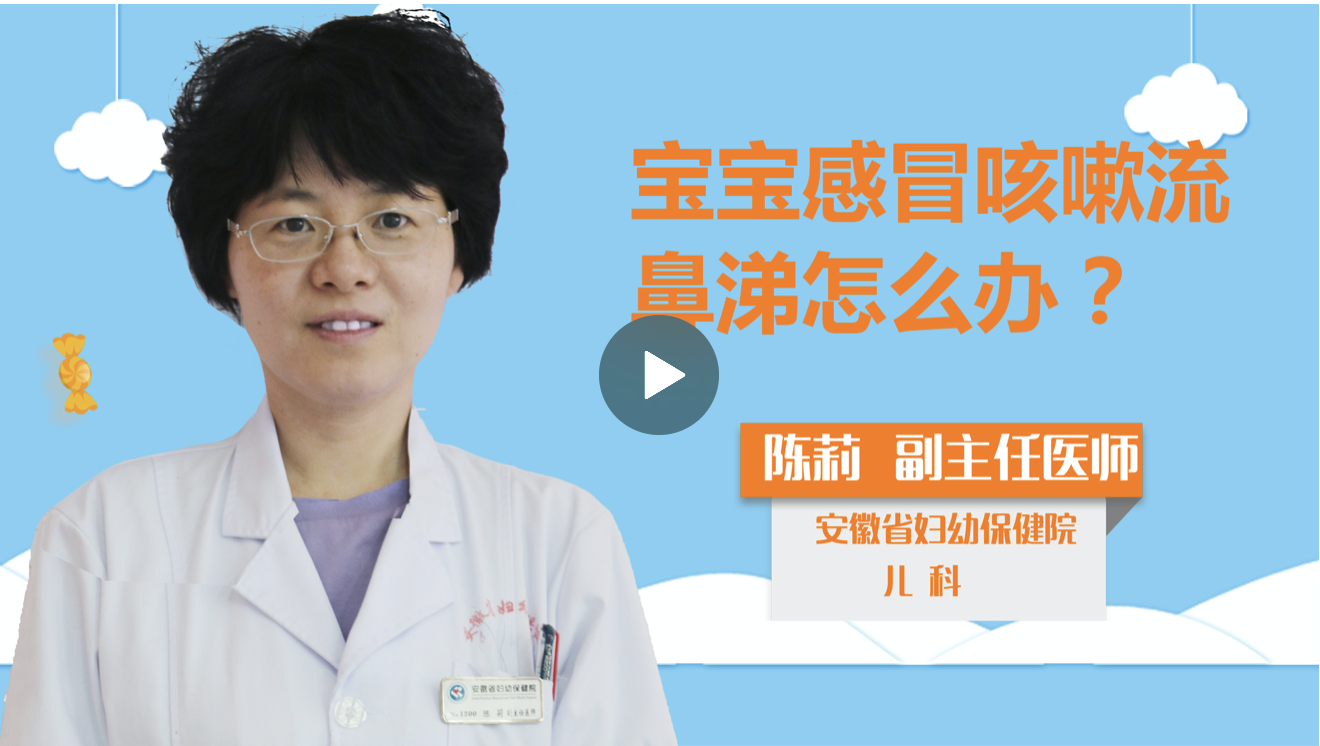 宝宝感冒咳嗽流
鼻涕怎么办？
陈莉 副主任医师
安徽省妇幼保健院
儿 科
安徽省妇幼保健院